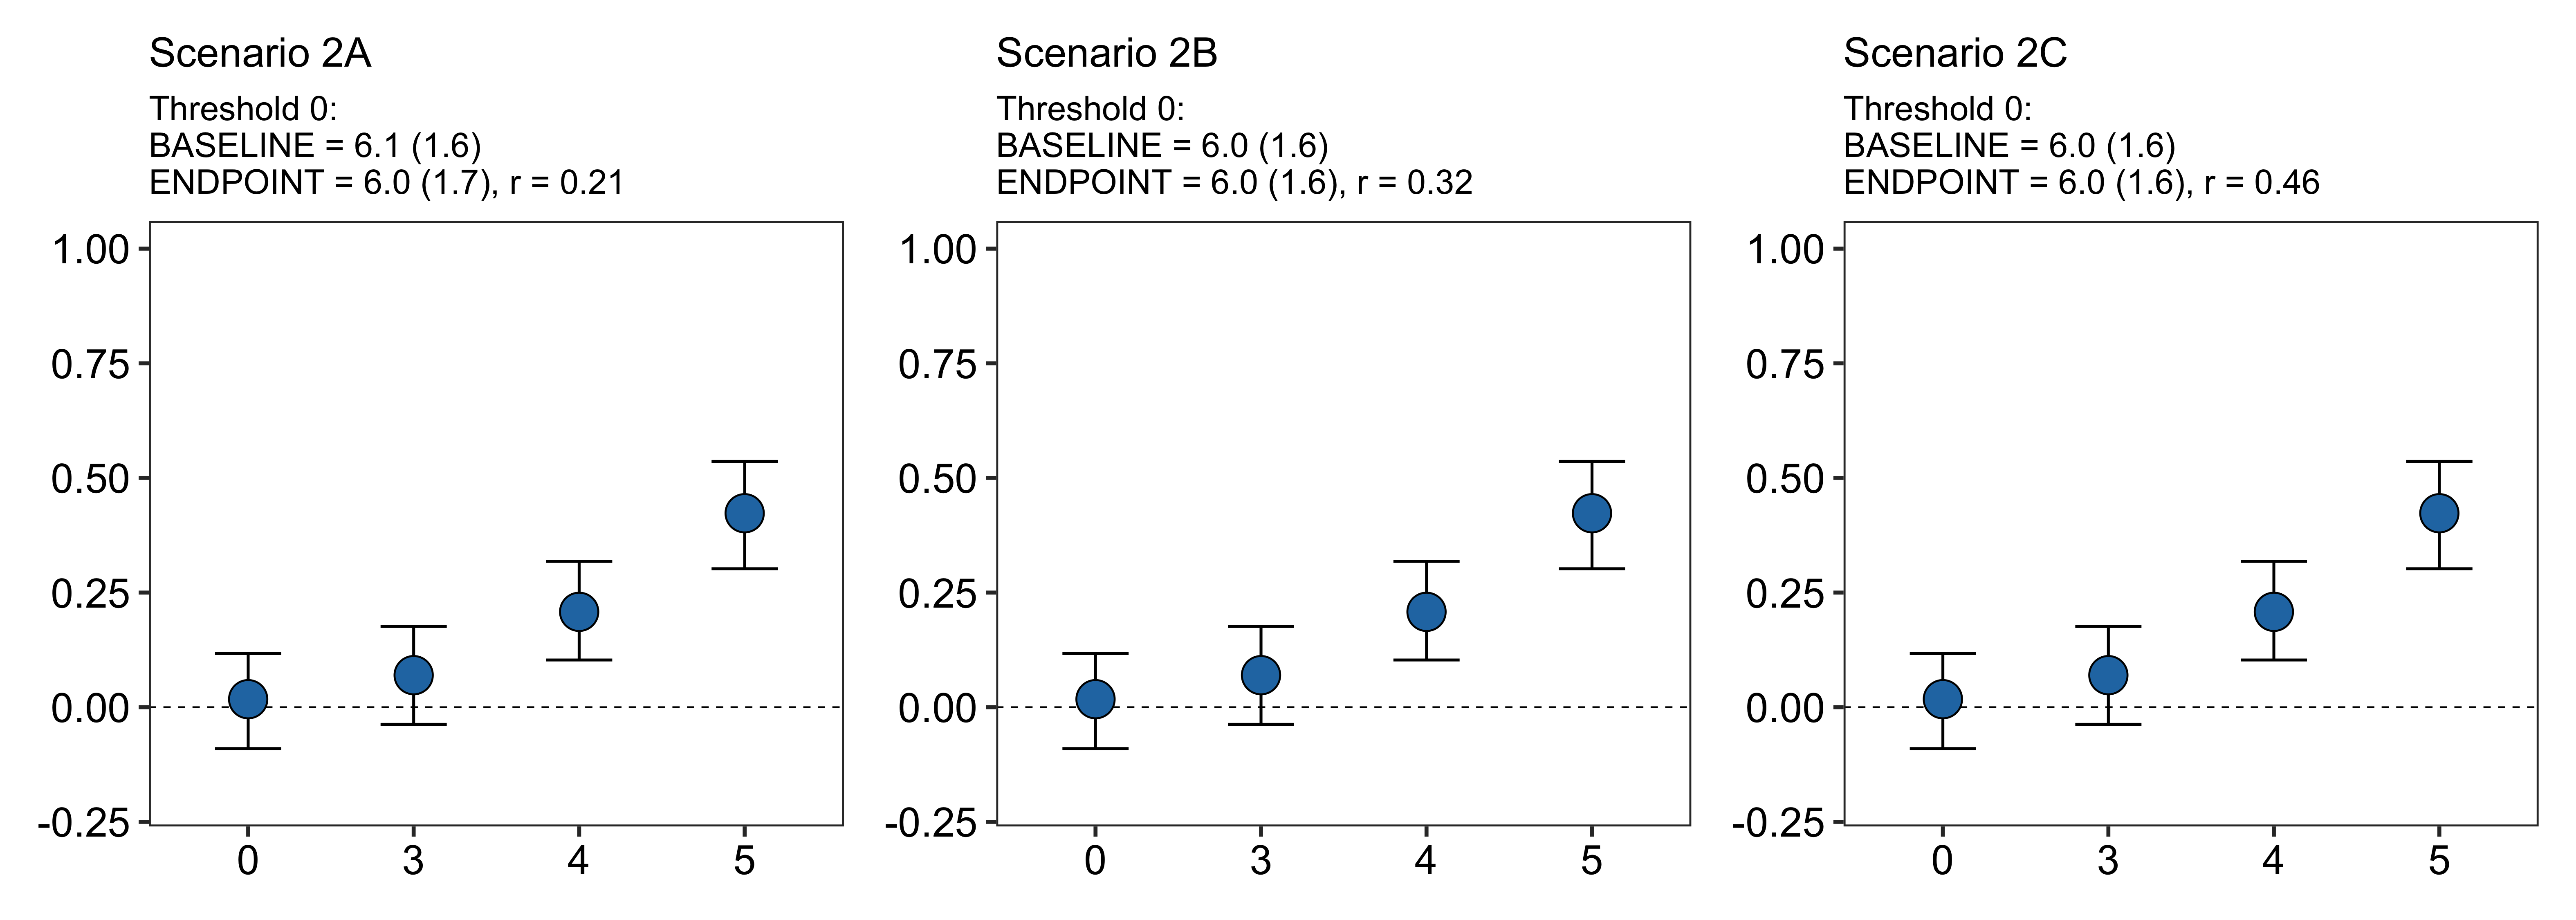 Scenario 2A
Threshold 0:
BASELINE = 6.1 (1.6)
ENDPOINT = 6.0 (1.7), r = 0.21
1.00
0.75
0.50
0.25
0.00
-0.25
0 3 4 5
Scenario 2B
Threshold 0:
BASELINE = 6.0 (1.6)
ENDPOINT = 6.0 (1.6), r = 0.32
1.00
0.75
0.50
0.25
0.00
-0.25
0 3 4 5
Scenario 2C
Threshold 0:
BASELINE = 6.0 (1.6)
ENDPOINT = 6.0 (1.6), r = 0.46
1.00
0.75
0.50
0.25
0.00
-0.25
0 3 4 5